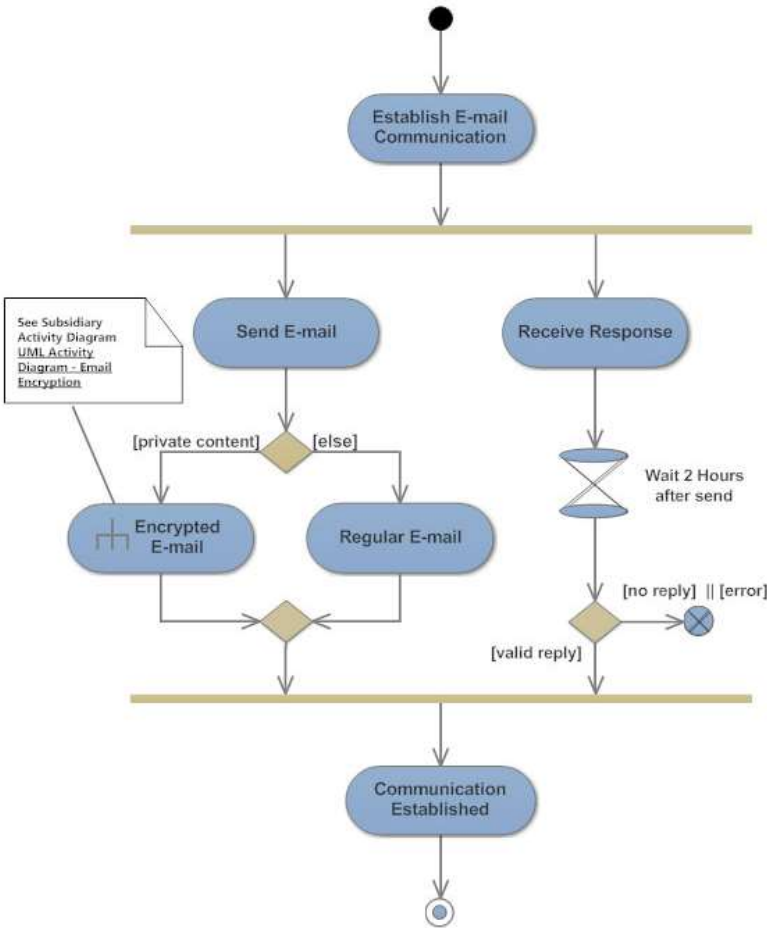 Establish E-mail
Communication
Send E-mail
Receive Response
See Subsidiary
Activity Diagram
UML Activity
Diagram - Email
Encryption
[private content]
[else]
Wait 2 Hours
after send
Encrypted
E-mail
Regular E-mail
[no reply] || [error]
[valid reply]
Communication
Established